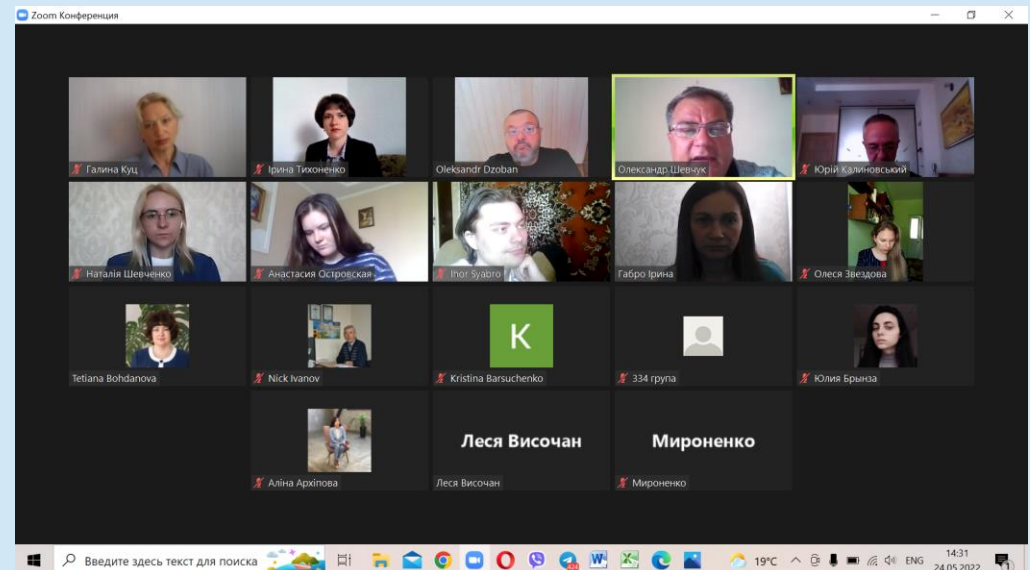 Zoom Конференция
Галина Куц
Ірина Тихоненко
Oleksandr Dzoban
Олександр Шевчук
Юрій Калиновський
Наталія Шевченко
Анастасия Островская
Ihor Syabro
Габро Ірина
Олеся Звездова
K
Tetiana Bohdanova
Nick Ivanov
Kristina Barsuchenko
334 група
Юлия Брынза
Леся Височан
Мироненко
Аліна Архіпова
Леся Височан
Мироненко
Введите здесь текст для поиска
19°C
ENG
14:31
24.05.2022